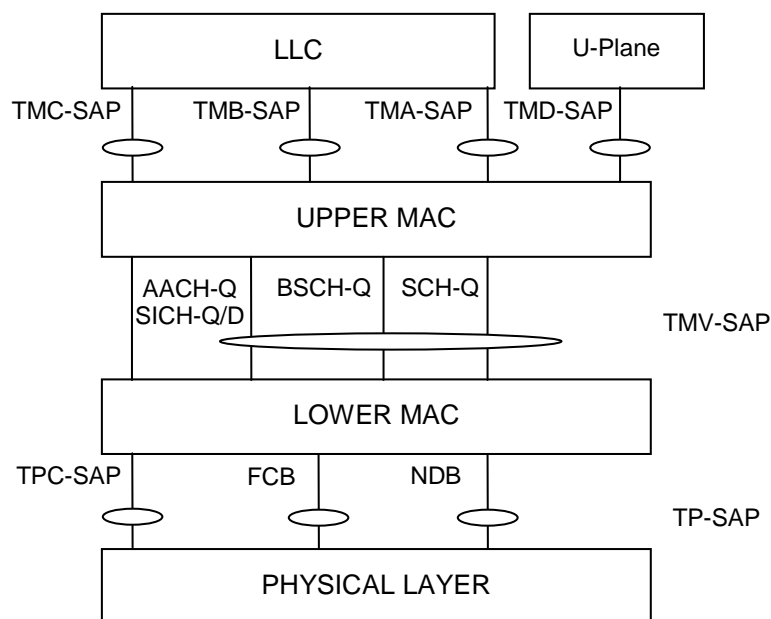 LLC
U-Plane
TMC-SAP
TMB-SAP
TMA-SAP
TMD-SAP
UPPER MAC
AACH-Q
SICH-Q/D
BSCH-Q
SCH-Q
TMV-SAP
LOWER MAC
TPC-SAP
FCB
NDB
TP-SAP
PHYSICAL LAYER